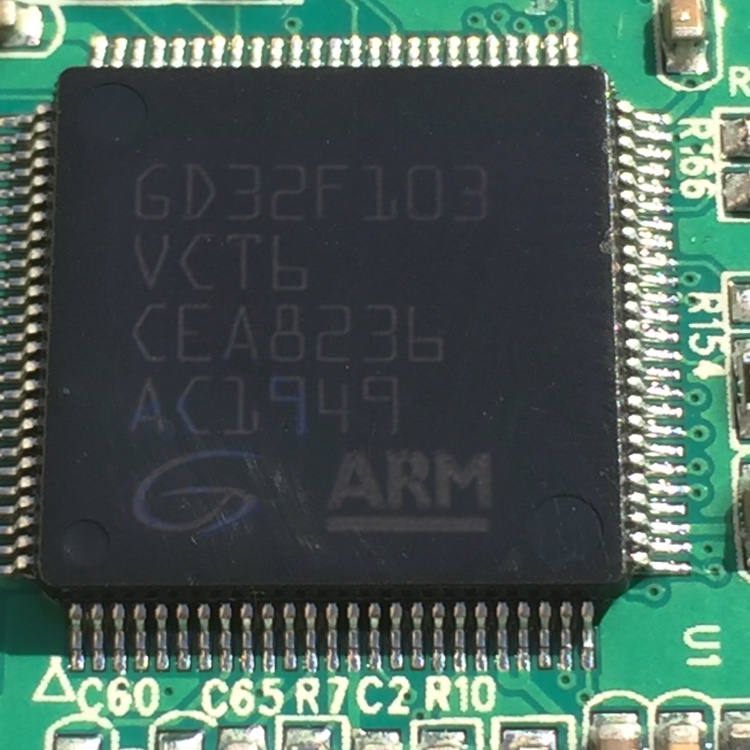 GD32F103
VCT6
CEA8236
AC1949
ARM
R166
R154
U1
C60 C65 R7 C2 R10